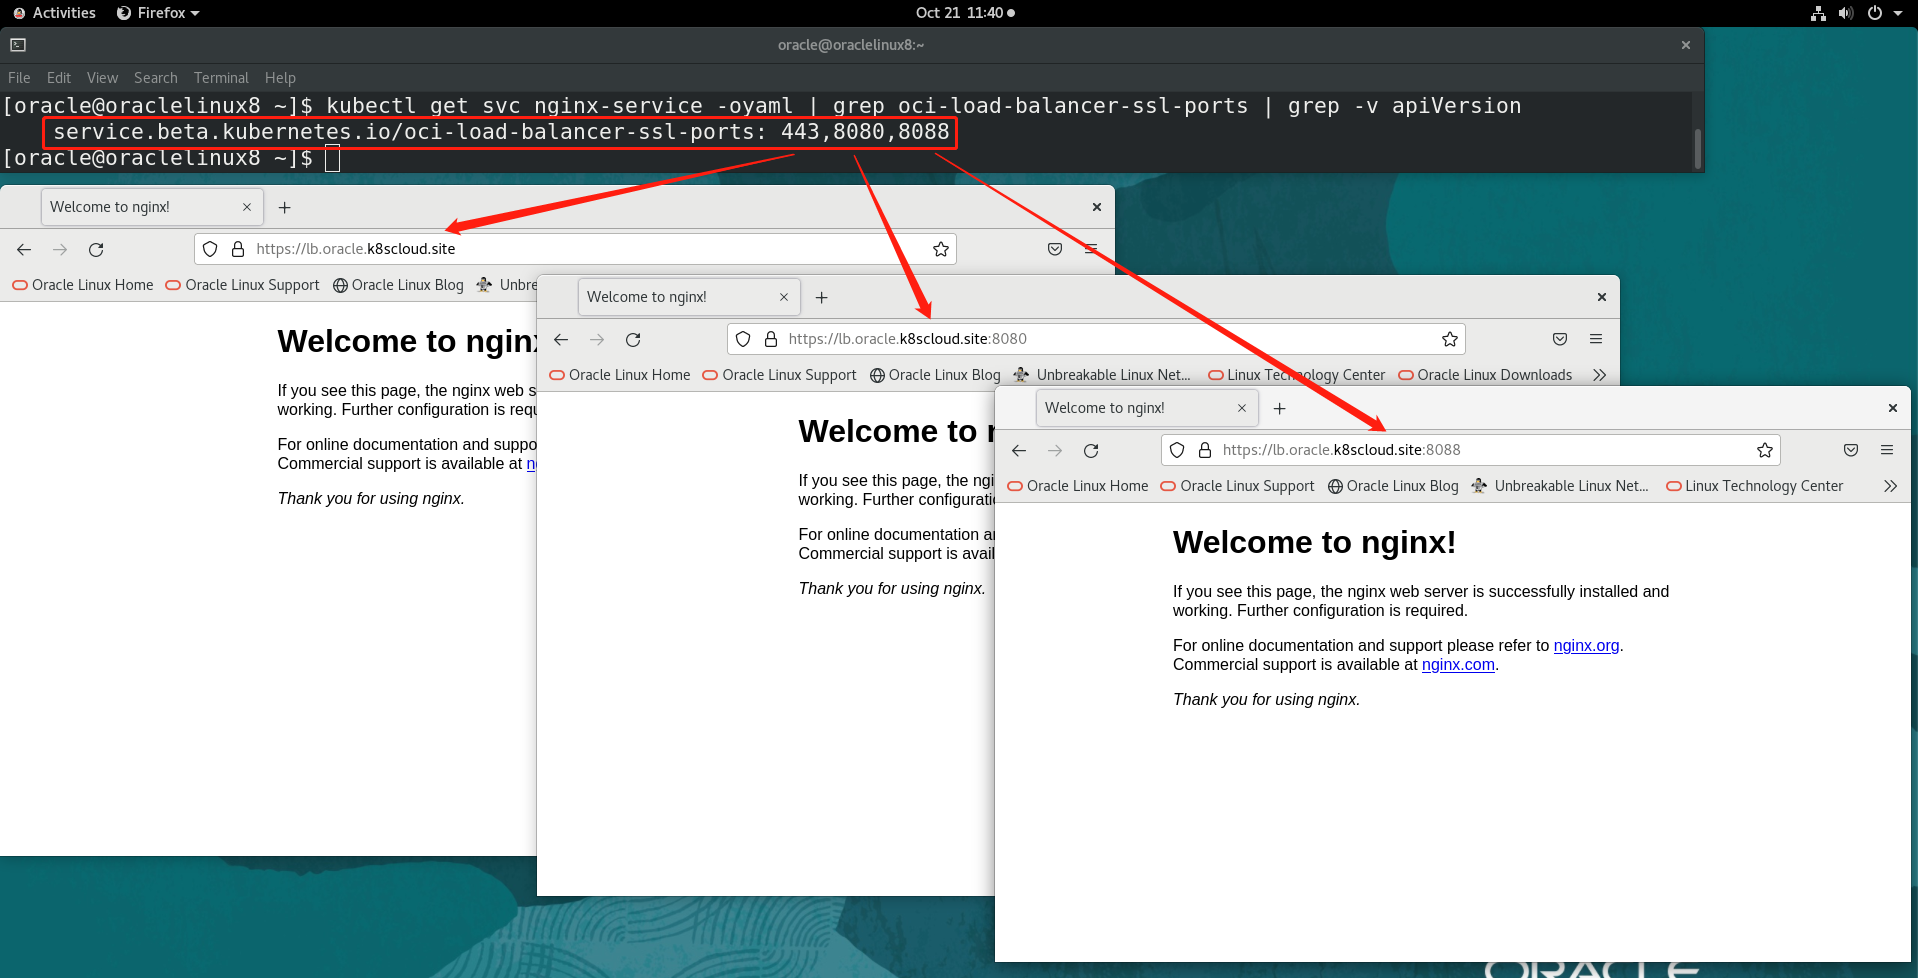 Activities Firefox Oct 21 11:40
oracle@oraclelinux8:~
File Edit View Search Terminal Help
[oracle@oraclelinux8 ~]$ kubectl get svc nginx-service -oyaml | grep oci-load-balancer-ssl-ports | grep -v apiVersion
service.beta.kubernetes.io/oci-load-balancer-ssl-ports: 443,8080,8088
[oracle@oraclelinux8 ~]$
Welcome to nginx!
https://lb.oracle.k8scloud.site
Oracle Linux Home Oracle Linux Support Oracle Linux Blog Unbre
Welcome to nginx
If you see this page, the nginx web s
working. Further configuration is requ
For online documentation and suppo
Commercial support is available at n
Thank you for using nginx.
Welcome to nginx!
https://lb.oracle.k8scloud.site:8080
Oracle Linux Home Oracle Linux Support Oracle Linux Blog Unbreakable Linux Net... Linux Technology Center Oracle Linux Downloads
Welcome to n
If you see this page, the ngi
working. Further configuratio
For online documentation an
Commercial support is avail
Thank you for using nginx.
Welcome to nginx!
https://lb.oracle.k8scloud.site:8088
Oracle Linux Home Oracle Linux Support Oracle Linux Blog Unbreakable Linux Net... Linux Technology Center
Welcome to nginx!
If you see this page, the nginx web server is successfully installed and
working. Further configuration is required.
For online documentation and support please refer to nginx.org.
Commercial support is available at nginx.com.
Thank you for using nginx.
ORACLE